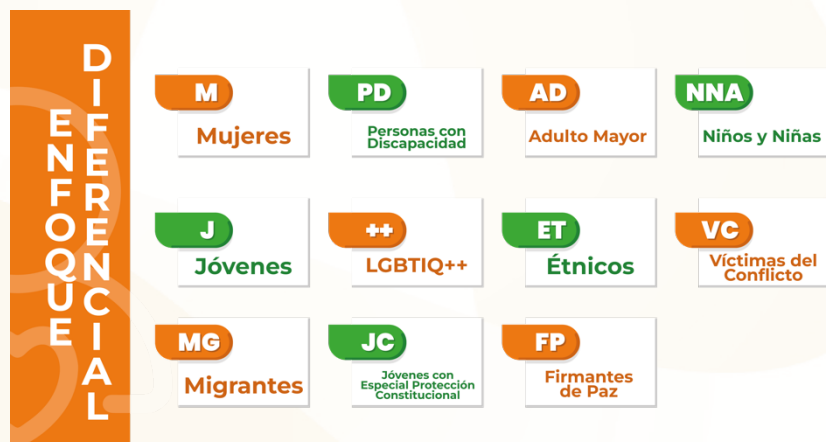 ENFOQUE
DIFERENCIAL
M
Mujeres
PD
Personas con
Discapacidad
AD
Adulto Mayor
NNA
Niños y Niñas
J
Jóvenes
++
LGBTIQ++
ET
Étnicos
VC
Víctimas del
Conflicto
MG
Migrantes
JC
Jóvenes con
Especial Protección
Constitucional
FP
Firmantes
de Paz